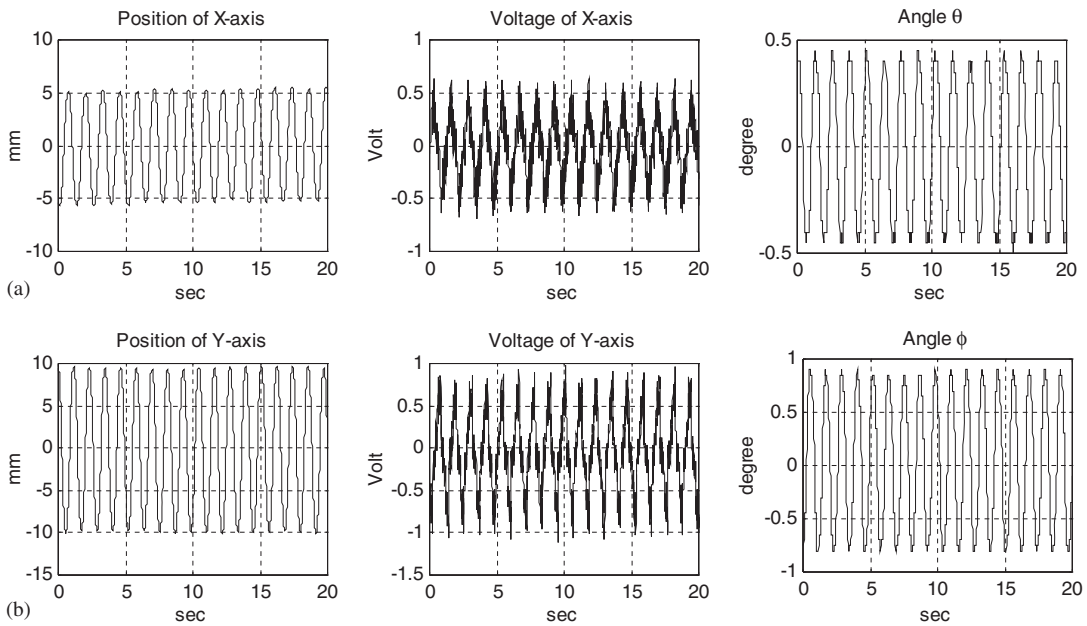 Position of X-axis
10
5
0
-5
-10
mm
0 5 10 15 20
sec
Voltage of X-axis
1
0.5
0
-0.5
-1
Volt
0 5 10 15 20
sec
Angle θ
0.5
0
-0.5
degree
0 5 10 15 20
sec
(a)
Position of Y-axis
10
5
0
-5
-10
-15
mm
0 5 10 15 20
sec
Voltage of Y-axis
1
0.5
0
-0.5
-1
-1.5
Volt
0 5 10 15 20
sec
Angle ϕ
1
0.5
0
-0.5
-1
degree
0 5 10 15 20
sec
(b)